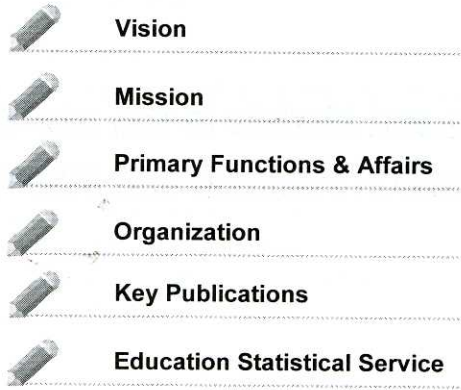 Vision
Mission
Primary Functions & Affairs
Organization
Key Publications
Education Statistical Service